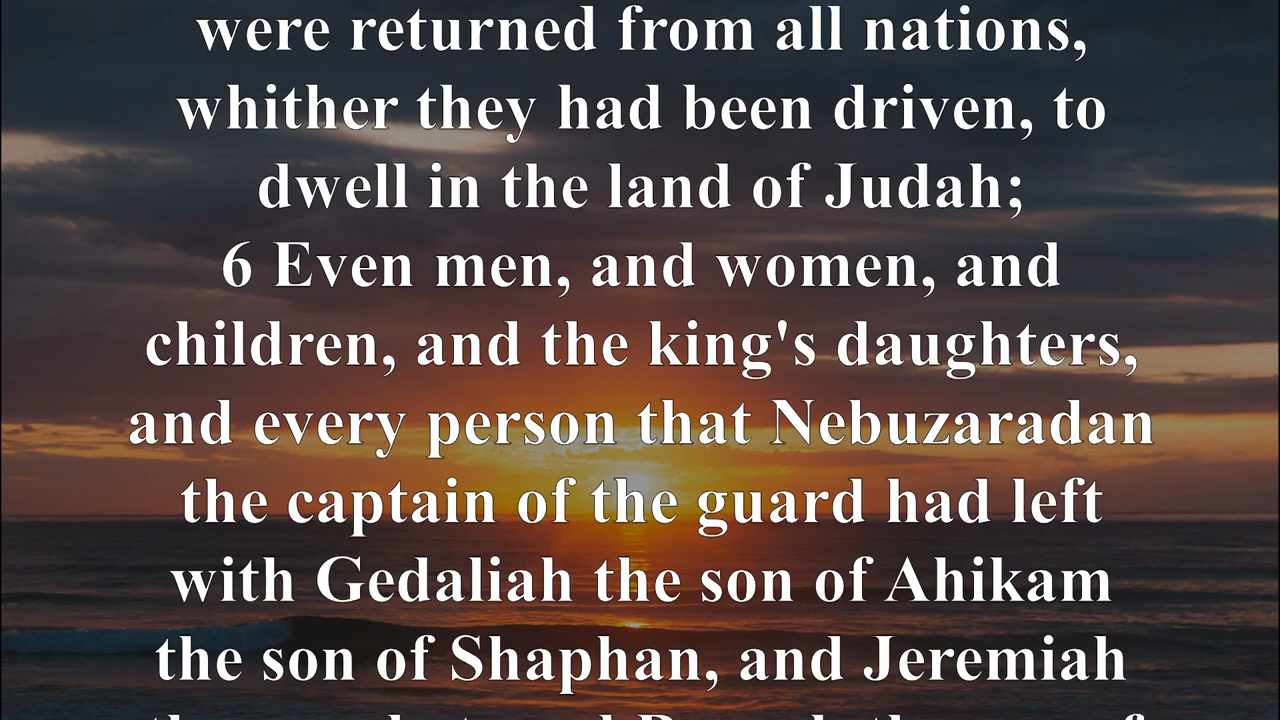 were returned from all nations,
whither they had been driven, to
dwell in the land of Judah;
6 Even men, and women, and
children, and the king's daughters,
and every person that Nebuzaradan
the captain of the guard had left
with Gedaliah the son of Ahikam
the son of Shaphan, and Jeremiah